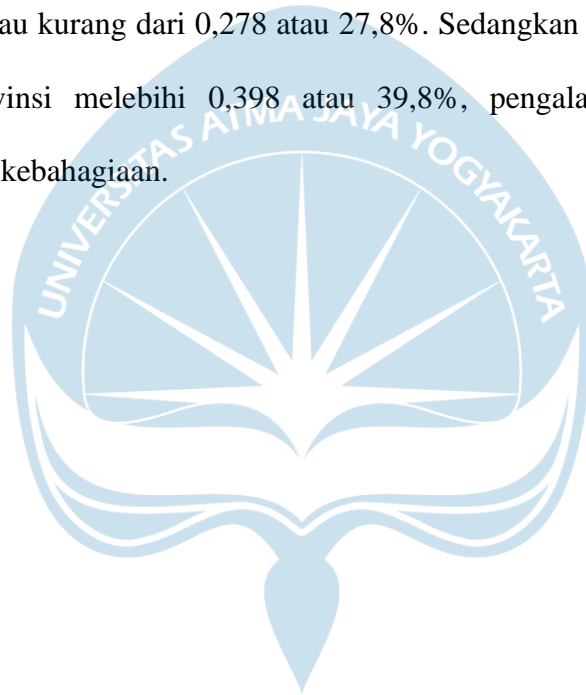 au kurang dari 0,278 atau 27,8%. Sedangkan
vinsi melebihi 0,398 atau 39,8%, pengala
kebahagiaan.
UNIVERSITAS ATMA JAYA YOGYAKARTA